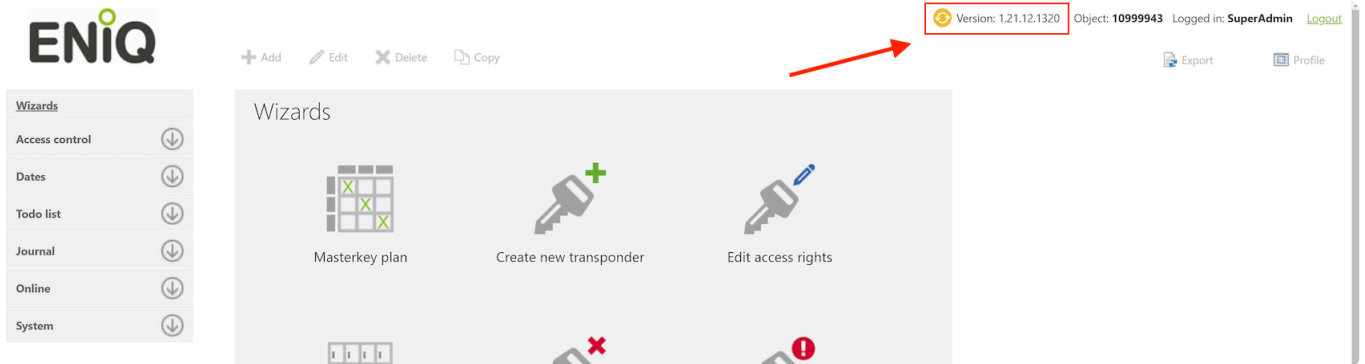 ENiQ
Version: 1.21.12.1320 Object: 10999943 Logged in: SuperAdmin Logout
Add Edit Delete Copy Export Profile
Wizards
Access control
Dates
Todo list
Journal
Online
System
Wizards
Masterkey plan Create new transponder Edit access rights